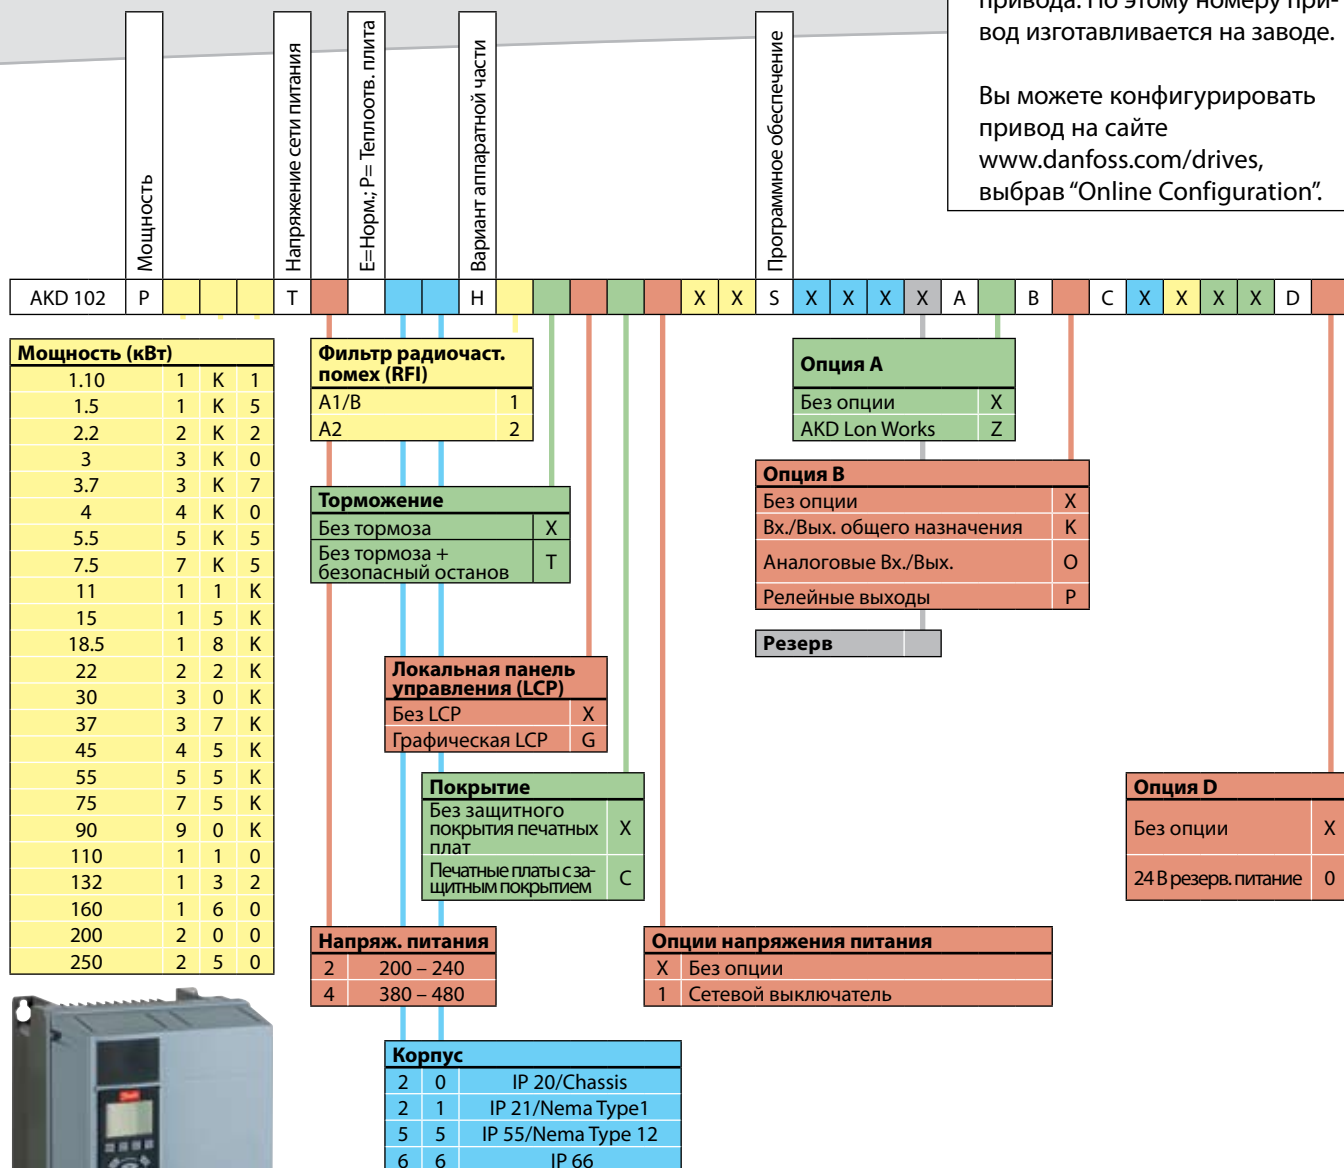 привода. По этому номеру при-
вод изготавливается на заводе.
Вы можете конфигурировать
привод на сайте
www.danfoss.com/drives,
выбрав “Online Configuration”.
Мощность
Напряжение сети питания
E=Норм.; P= Теплоотв. плита
Вариант аппаратной части
Программное обеспечение
AKD 102 P T H X X S X X X X A B C X X X X D
Мощность (кВт)
1.10 1 K 1
1.5 1 K 5
2.2 2 K 2
3 3 K 0
3.7 3 K 7
4 4 K 0
5.5 5 K 5
7.5 7 K 5
11 1 1 K
15 1 5 K
18.5 1 8 K
22 2 2 K
30 3 0 K
37 3 7 K
45 4 5 K
55 5 5 K
75 7 5 K
90 9 0 K
110 1 1 0
132 1 3 2
160 1 6 0
200 2 0 0
250 2 5 0
Фильтр радиочаст.
помех (RFI)
A1/B 1
A2 2
Торможение
Без тормоза X
Без тормоза +
безопасный останов T
Локальная панель
управления (LCP)
Без LCP X
Графическая LCP G
Покрытие
Без защитного
покрытия печатных X
плат
Печатные платы с за-
щитным покрытием C
Напряж. питания
2 200 – 240
4 380 – 480
Корпус
2 0 IP 20/Chassis
2 1 IP 21/Nema Type1
5 5 IP 55/Nema Type 12
6 6 IP 66
Опции напряжения питания
X Без опции
1 Сетевой выключатель
Опция A
Без опции X
AKD Lon Works Z
Опция B
Без опции X
Вх./Вых. общего назначения K
Аналоговые Вх./Вых. O
Релейные выходы P
Резерв
Опция D
Без опции X
24 В резерв. питание 0
Danfoss